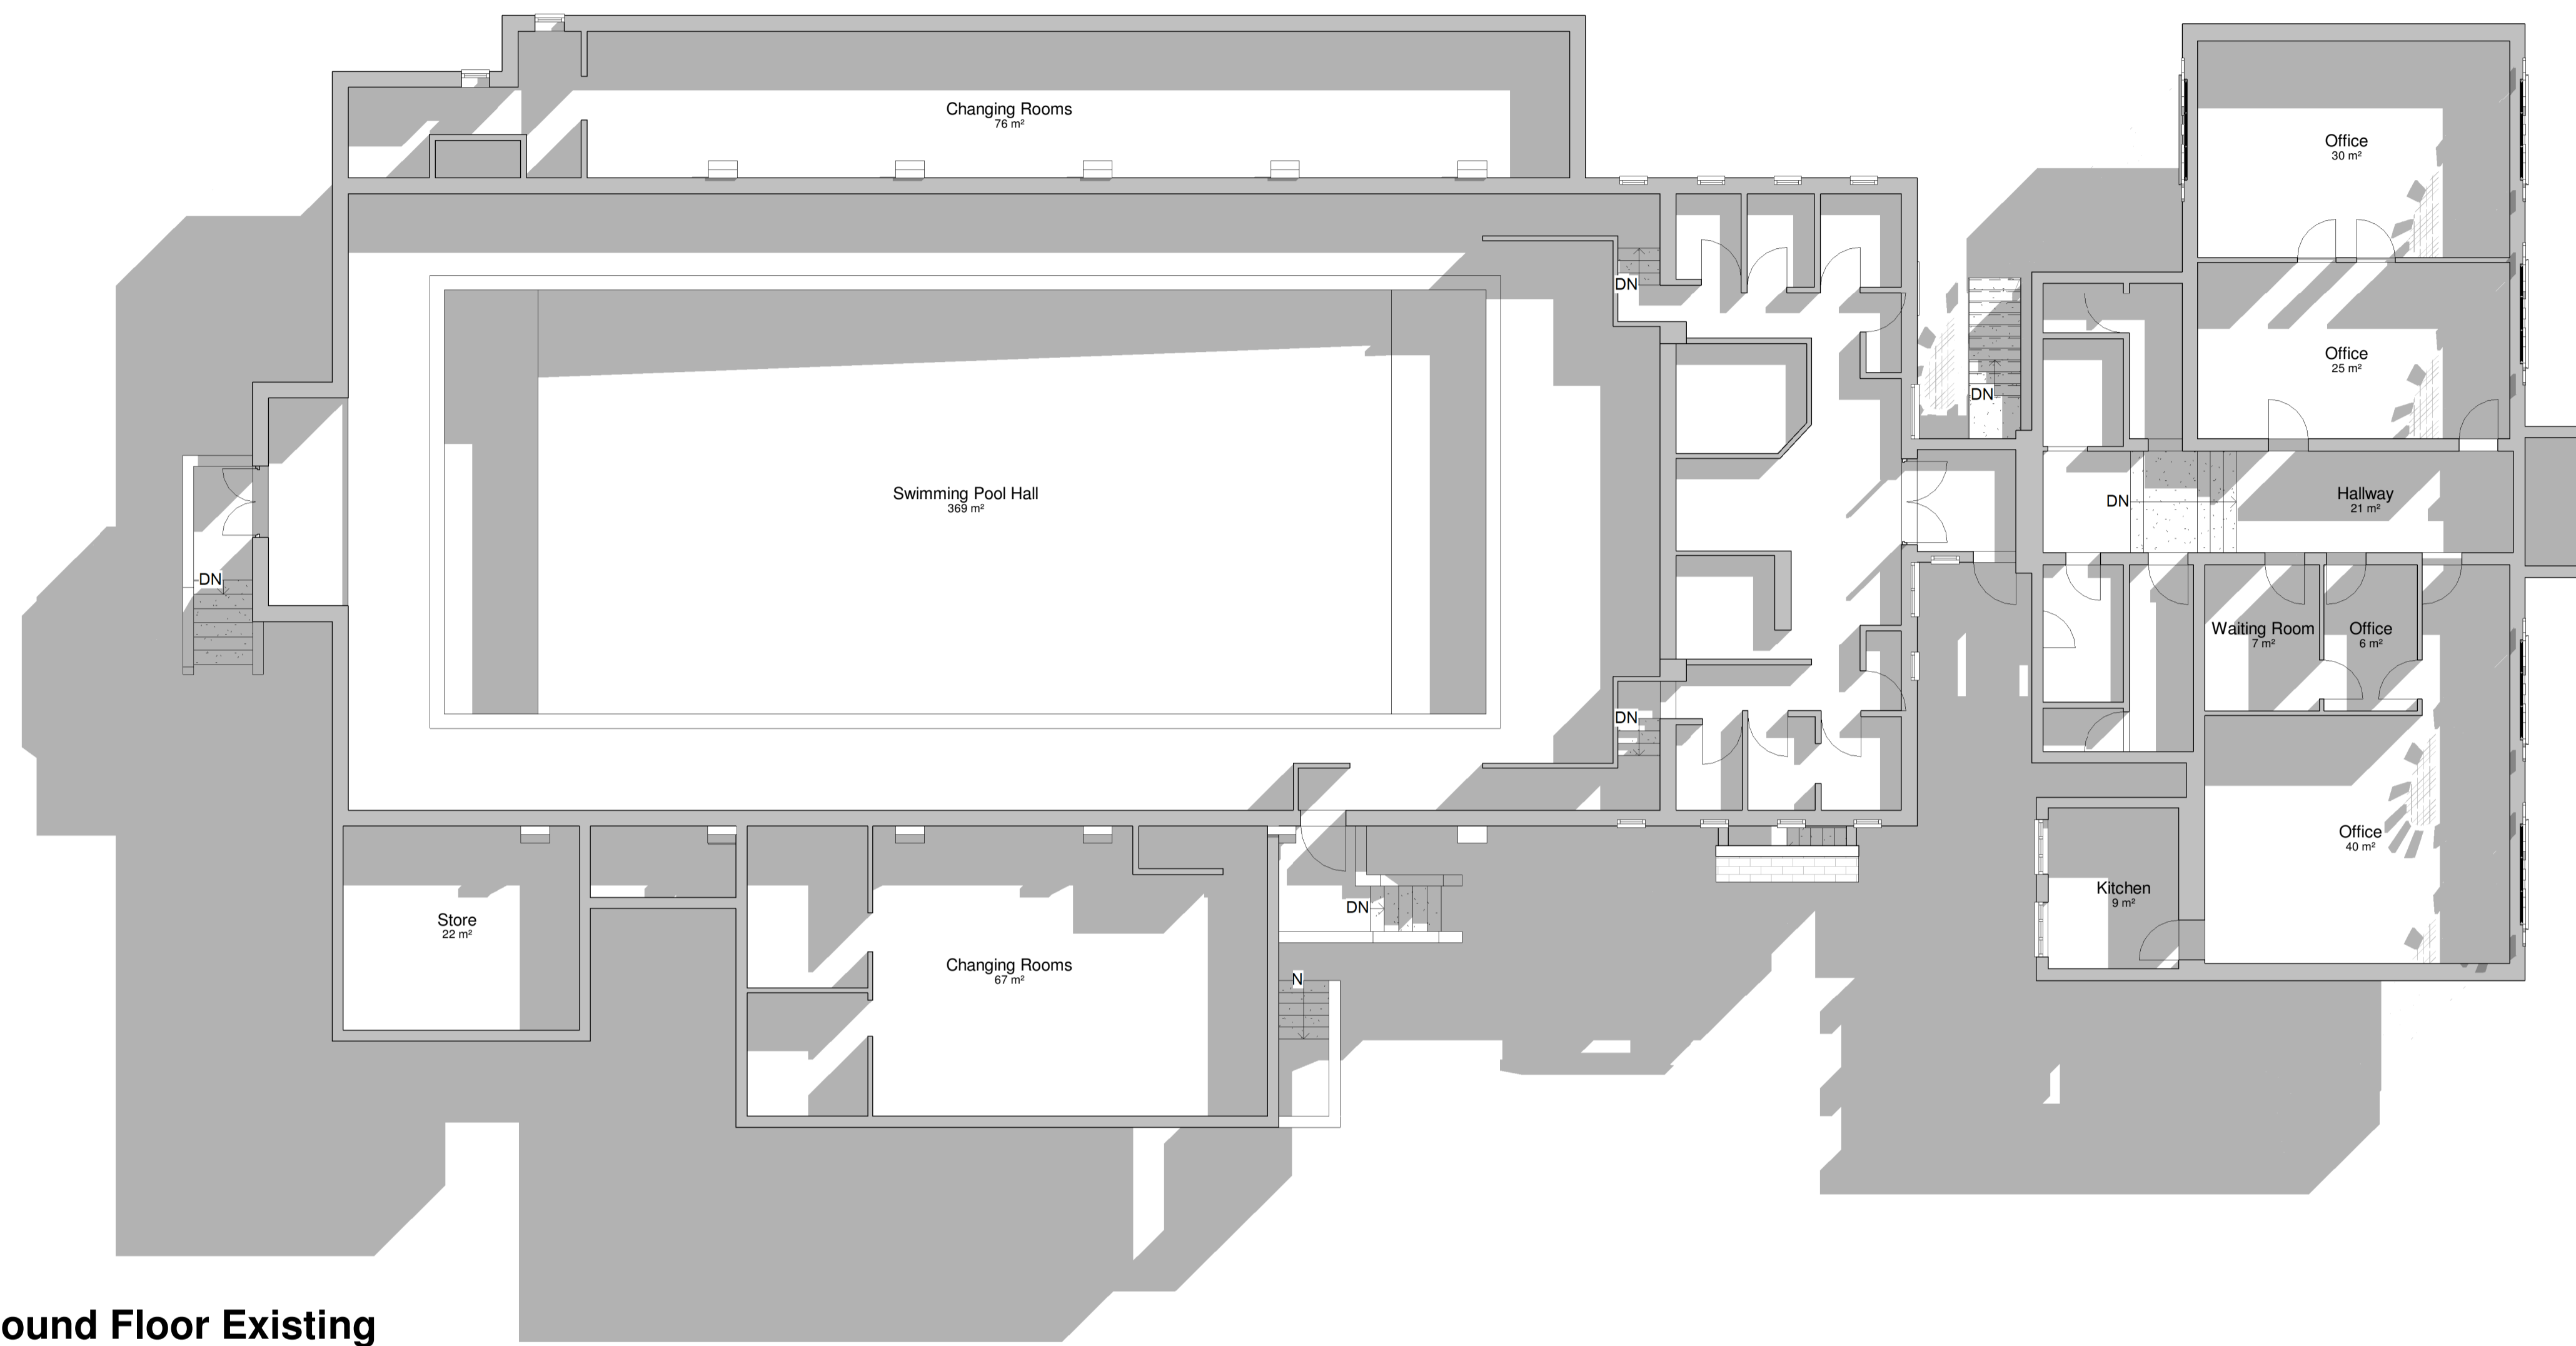 Changing Rooms
76 m²
Office
30 m²
DN
Office
25 m²
DN
Swimming Pool Hall
369 m²
DN
Hallway
21 m²
DN
Waiting Room
7 m²
Office
6 m²
DN
Office
40 m²
Kitchen
9 m²
DN
Store
22 m²
Changing Rooms
67 m²
N
ound Floor Existing